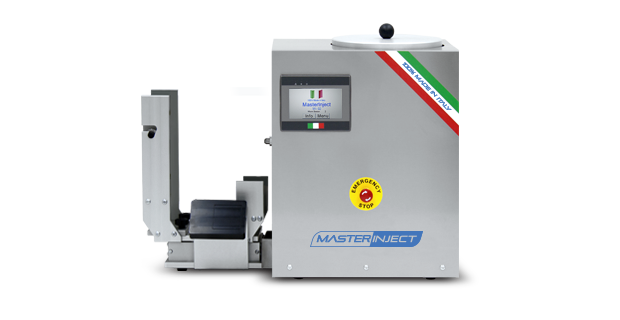 100% MADE IN ITALY
MasterInject
Info | Menu
EMERGENCY
STOP
MASTERINJECT